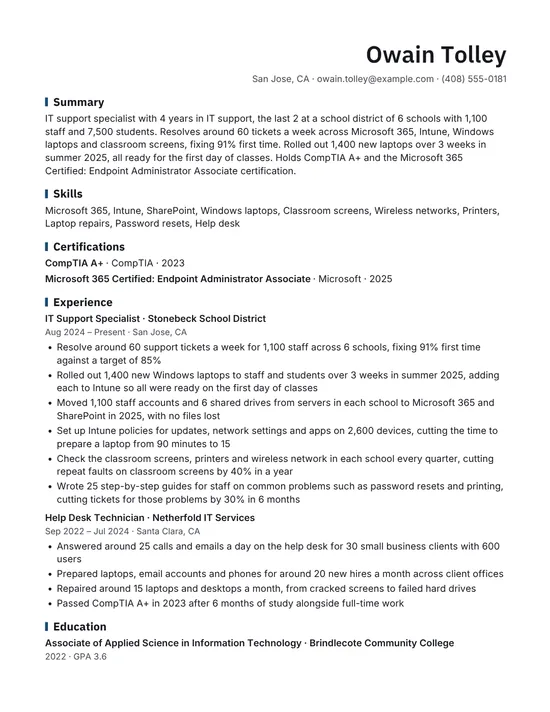 Owain Tolley
San Jose, CA · owain.tolley@example.com · (408) 555-0181
Summary
IT support specialist with 4 years in IT support, the last 2 at a school district of 6 schools with 1,100
staff and 7,500 students. Resolves around 60 tickets a week across Microsoft 365, Intune, Windows
laptops and classroom screens, fixing 91% first time. Rolled out 1,400 new laptops over 3 weeks in
summer 2025, all ready for the first day of classes. Holds CompTIA A+ and the Microsoft 365
Certified: Endpoint Administrator Associate certification.
Skills
Microsoft 365, Intune, SharePoint, Windows laptops, Classroom screens, Wireless networks, Printers,
Laptop repairs, Password resets, Help desk
Certifications
CompTIA A+ · CompTIA · 2023
Microsoft 365 Certified: Endpoint Administrator Associate · Microsoft · 2025
Experience
IT Support Specialist · Stonebeck School District
Aug 2024 – Present · San Jose, CA
• Resolve around 60 support tickets a week for 1,100 staff across 6 schools, fixing 91% first time
against a target of 85%
• Rolled out 1,400 new Windows laptops to staff and students over 3 weeks in summer 2025, adding
each to Intune so all were ready on the first day of classes
• Moved 1,100 staff accounts and 6 shared drives from servers in each school to Microsoft 365 and
SharePoint in 2025, with no files lost
• Set up Intune policies for updates, network settings and apps on 2,600 devices, cutting the time to
prepare a laptop from 90 minutes to 15
• Check the classroom screens, printers and wireless network in each school every quarter, cutting
repeat faults on classroom screens by 40% in a year
• Wrote 25 step-by-step guides for staff on common problems such as password resets and printing,
cutting tickets for those problems by 30% in 6 months
Help Desk Technician · Netherfold IT Services
Sep 2022 – Jul 2024 · Santa Clara, CA
• Answered around 25 calls and emails a day on the help desk for 30 small business clients with 600
users
• Prepared laptops, email accounts and phones for around 20 new hires a month across client offices
• Repaired around 15 laptops and desktops a month, from cracked screens to failed hard drives
• Passed CompTIA A+ in 2023 after 6 months of study alongside full-time work
Education
Associate of Applied Science in Information Technology · Brindlecote Community College
2022 · GPA 3.6